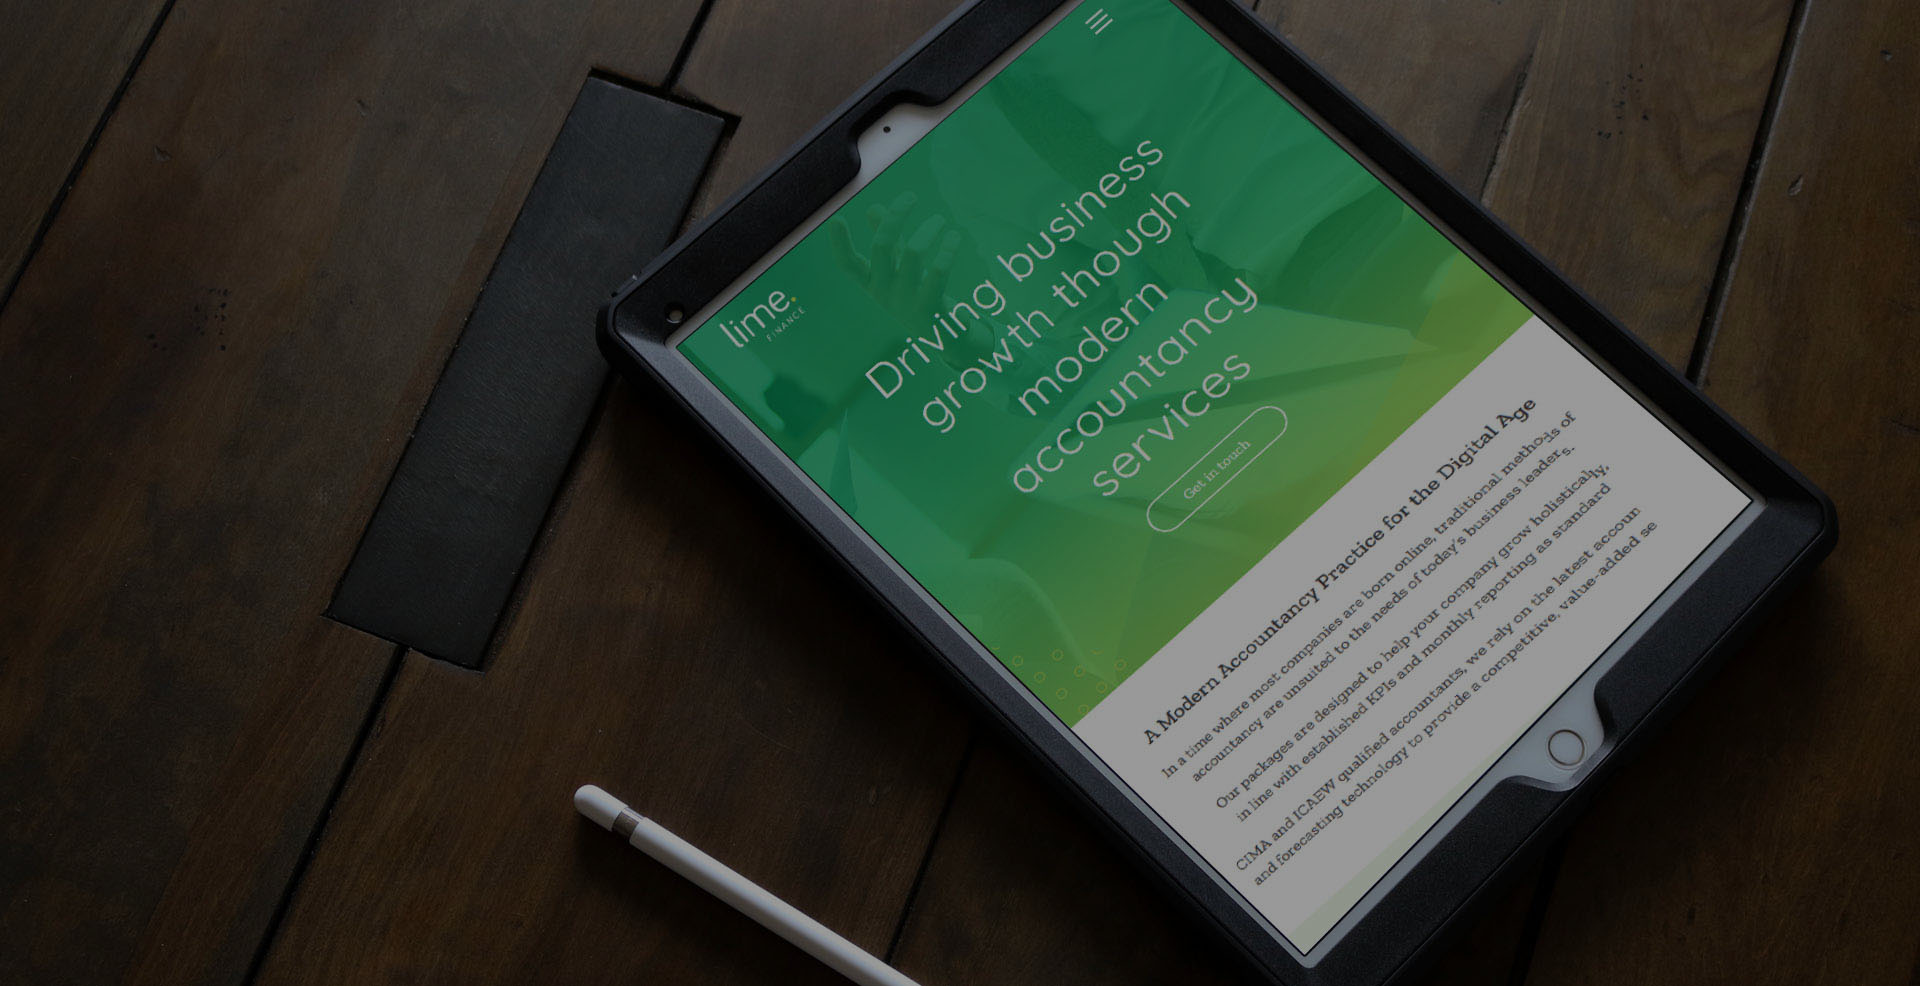 lime.
FINANCE
Driving business
growth though
modern
accountancy
services
Get in touch
A Modern Accountancy Practice for the Digital Age
In a time where most companies are born online, traditional methods of
accountancy are unsuited to the needs of today's business leaders.
Our packages are designed to help your company grow holistically,
in line with established KPIs and monthly reporting as standard
CIMA and ICAEW qualified accountants, we rely on the latest accoun
and forecasting technology to provide a competitive, value-added se